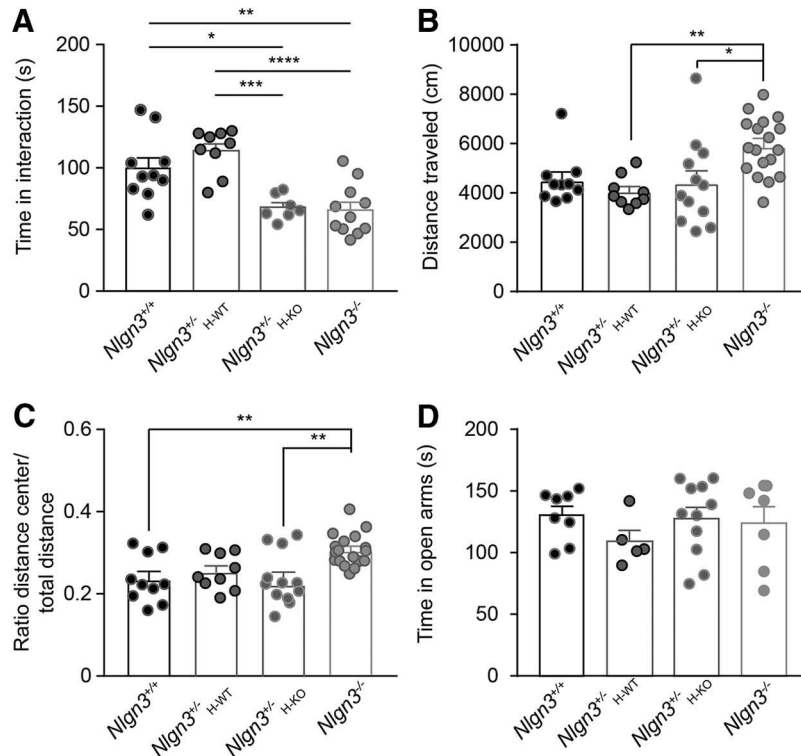 A
**
*
****
***
200
150
100
50
0
Time in interaction (s)
Nlgn3+/+
Nlgn3+/- H-WT
Nlgn3+/- H-KO
Nlgn3-/-
B
**
*
10000
8000
6000
4000
2000
0
Distance traveled (cm)
Nlgn3+/+
Nlgn3+/- H-WT
Nlgn3+/- H-KO
Nlgn3-/-
C
**
**
0.6
0.4
0.2
0
Ratio distance center/
total distance
Nlgn3+/+
Nlgn3+/- H-WT
Nlgn3+/- H-KO
Nlgn3-/-
D
200
150
100
50
0
Time in open arms (s)
Nlgn3+/+
Nlgn3+/- H-WT
Nlgn3+/- H-KO
Nlgn3-/-